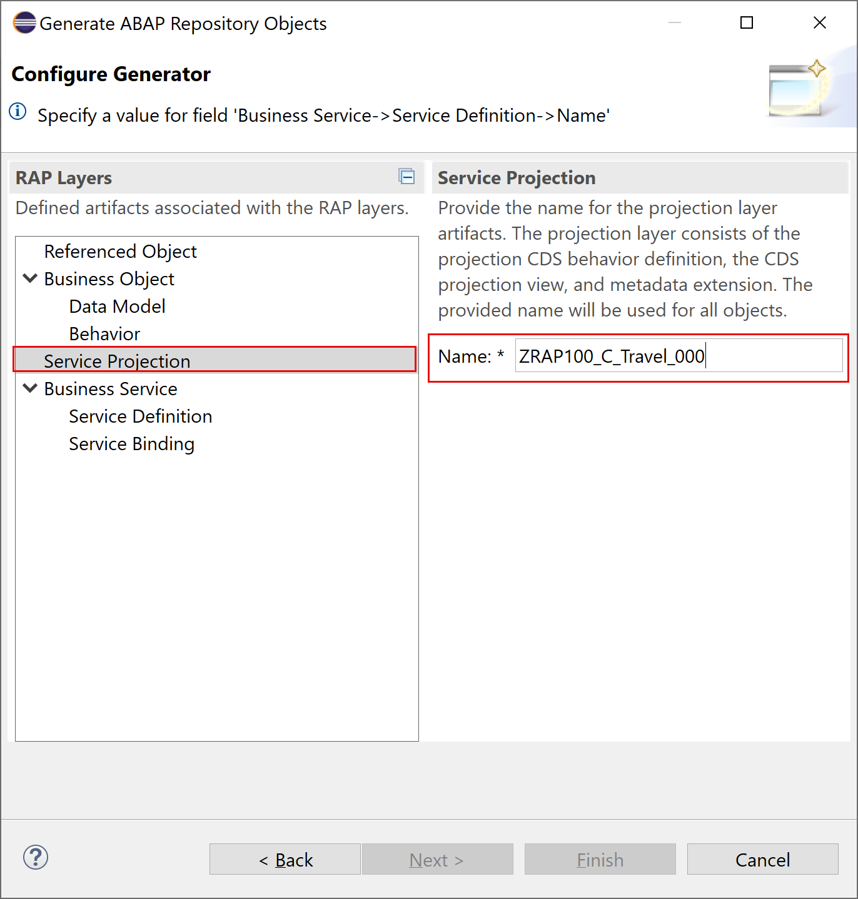 Generate ABAP Repository Objects
Configure Generator
Specify a value for field 'Business Service->Service Definition->Name'
RAP Layers
Defined artifacts associated with the RAP layers.
Referenced Object
Business Object
Data Model
Behavior
Service Projection
Business Service
Service Definition
Service Binding
Service Projection
Provide the name for the projection layer
artifacts. The projection layer consists of the
projection CDS behavior definition, the CDS
projection view, and metadata extension. The
provided name will be used for all objects.
Name: * ZRAP100_C_Travel_000
< Back
Next >
Finish
Cancel